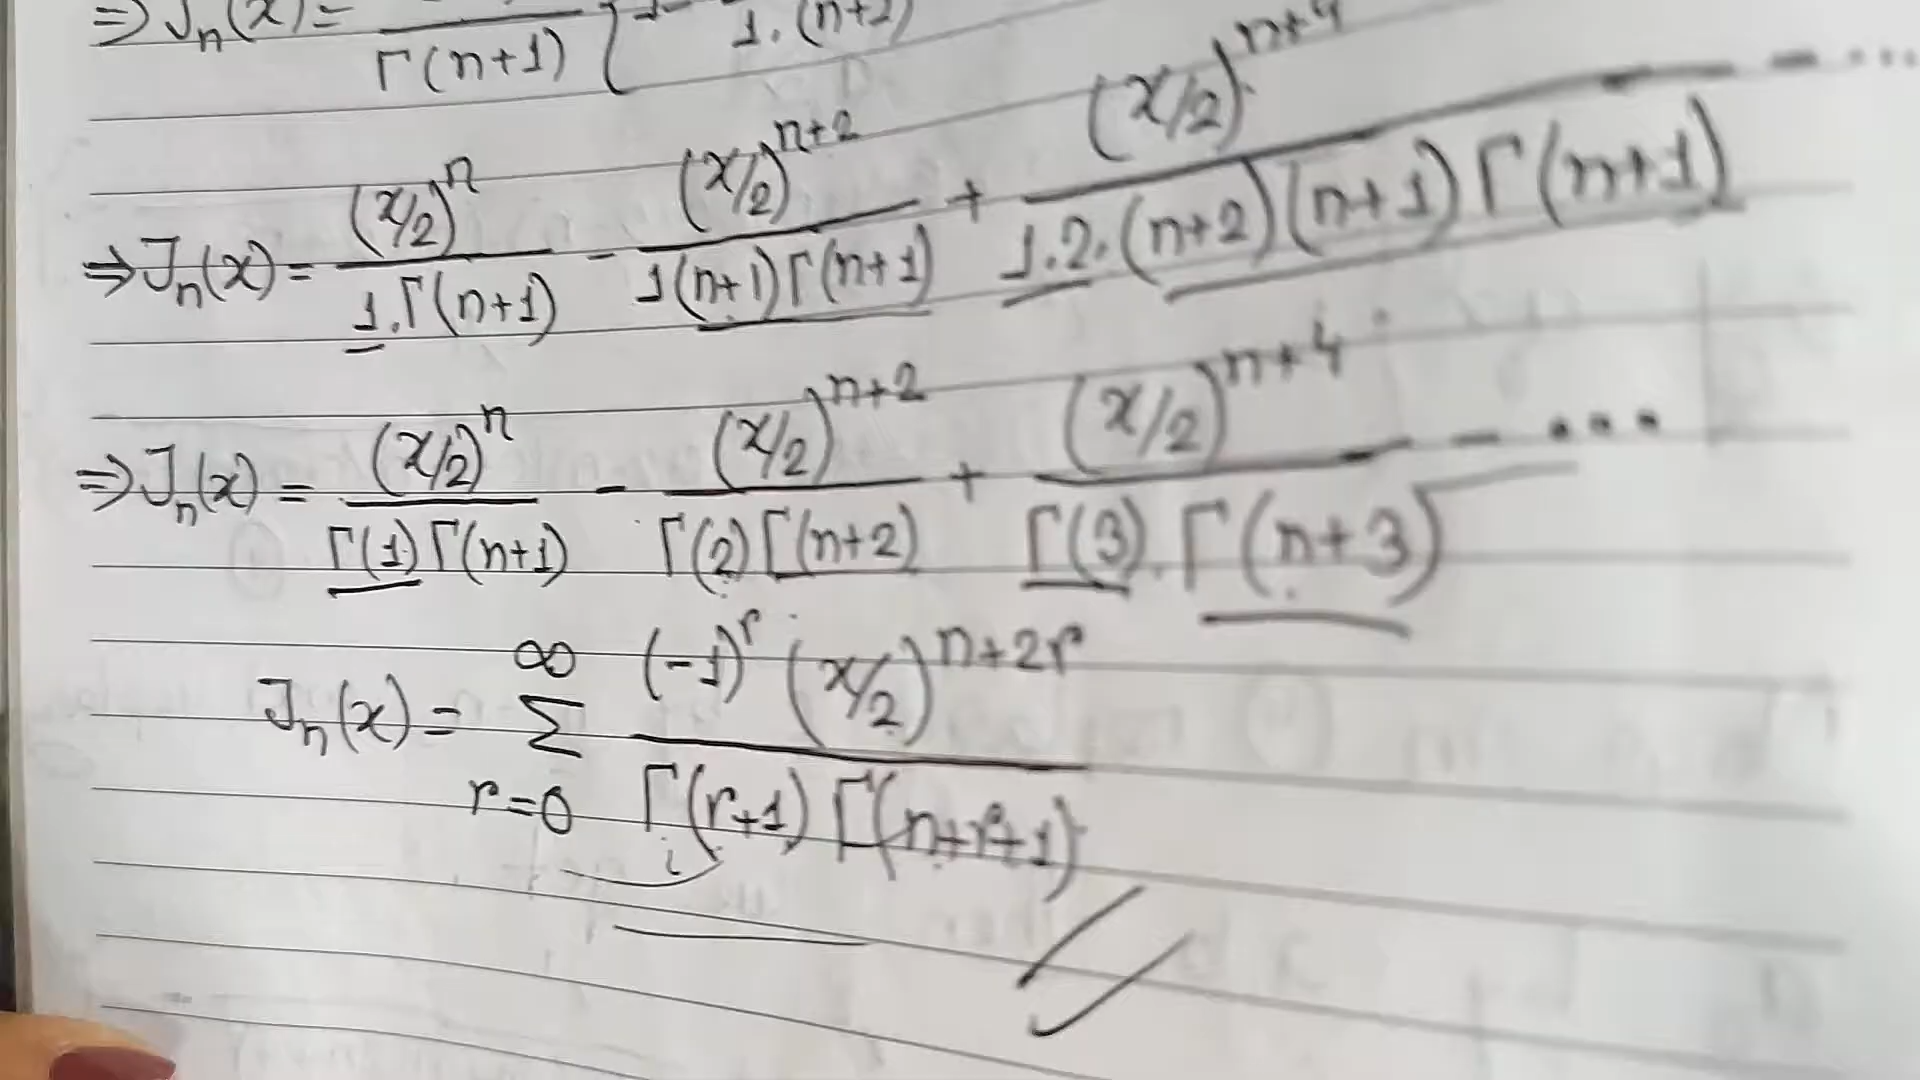 ⇒ Jn(x) = / Γ(n+1) { 1 - / 1.(n+1)
⇒ Jn(x) = (x/2)^n / 1.Γ(n+1) - (x/2)^(n+2) / 1(n+1)Γ(n+1) + (x/2)^(n+4) / 1.2.(n+2)(n+1)Γ(n+1) - - ...
⇒ Jn(x) = (x/2)^n / Γ(1)Γ(n+1) - (x/2)^(n+2) / Γ(2)Γ(n+2) + (x/2)^(n+4) / Γ(3).Γ(n+3) - - ...
Jn(x) = ∞ Σ r=0 (-1)^r (x/2)^(n+2r) / Γ(r+1) Γ(n+r+1)